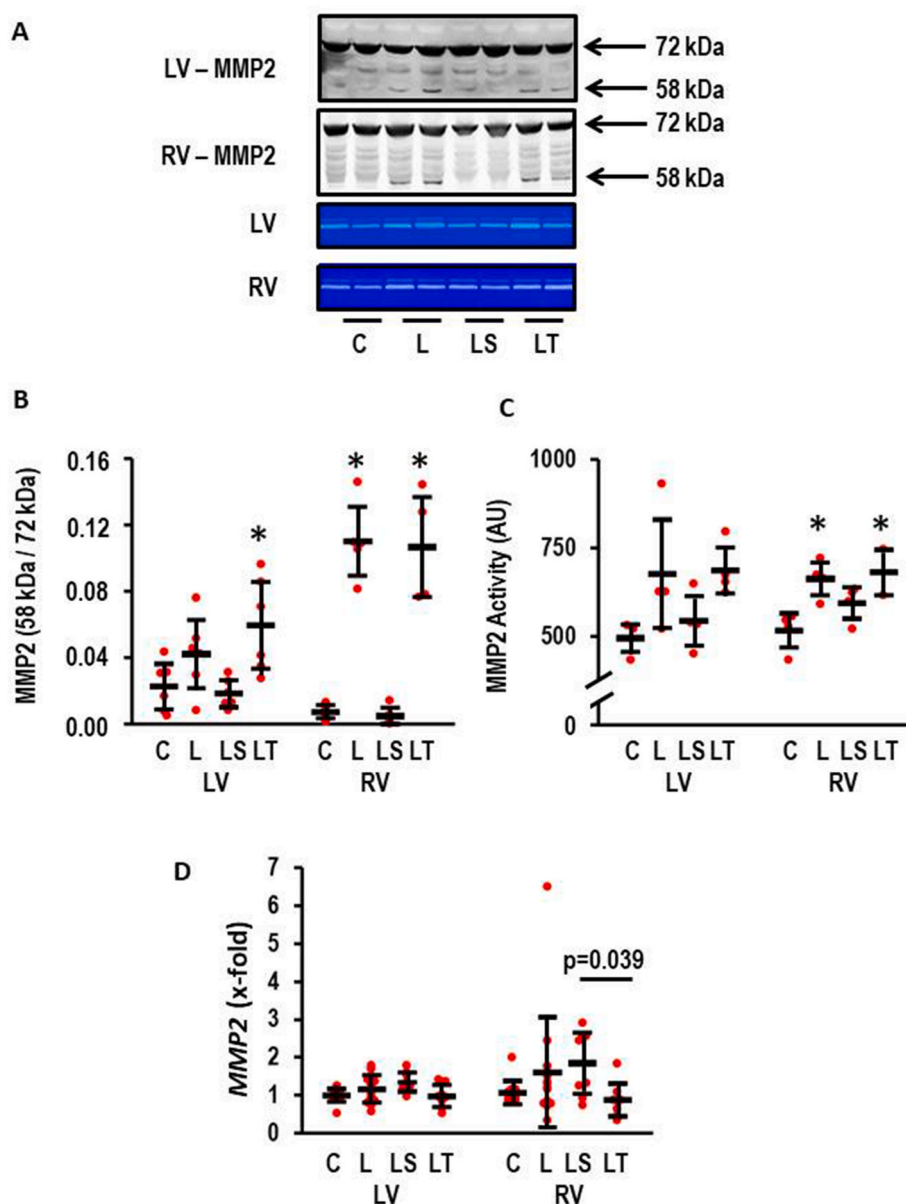 A
LV – MMP2
72 kDa
58 kDa
RV – MMP2
72 kDa
58 kDa
LV
RV
C L LS LT
B
MMP2 (58 kDa / 72 kDa)
0.16
0.12
0.08
0.04
0.00
* * *
C L LS LT C L LS LT
LV RV
C
MMP2 Activity (AU)
1000
750
500
0
* *
C L LS LT C L LS LT
LV RV
D
MMP2 (x-fold)
7
6
5
4
3
2
1
0
p=0.039
C L LS LT C L LS LT
LV RV